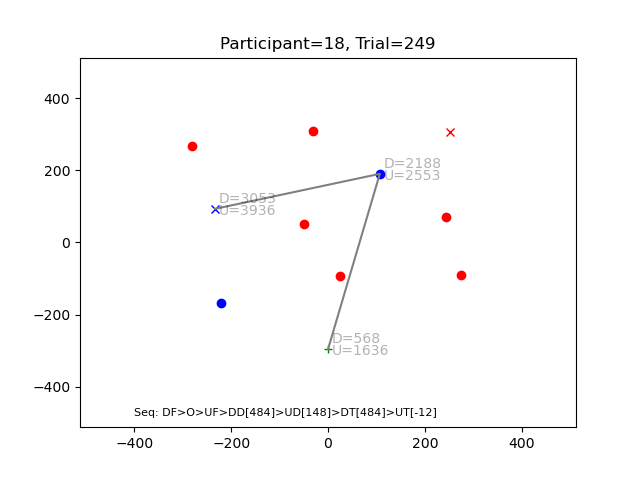 Participant=18, Trial=249
400
200
0
−200
−400
D=2188
U=2553
D=3053
U=3936
D=568
U=1636
Seq: DF>O>UF>DD[484]>UD[148]>DT[484]>UT[-12]
−400 −200 0 200 400